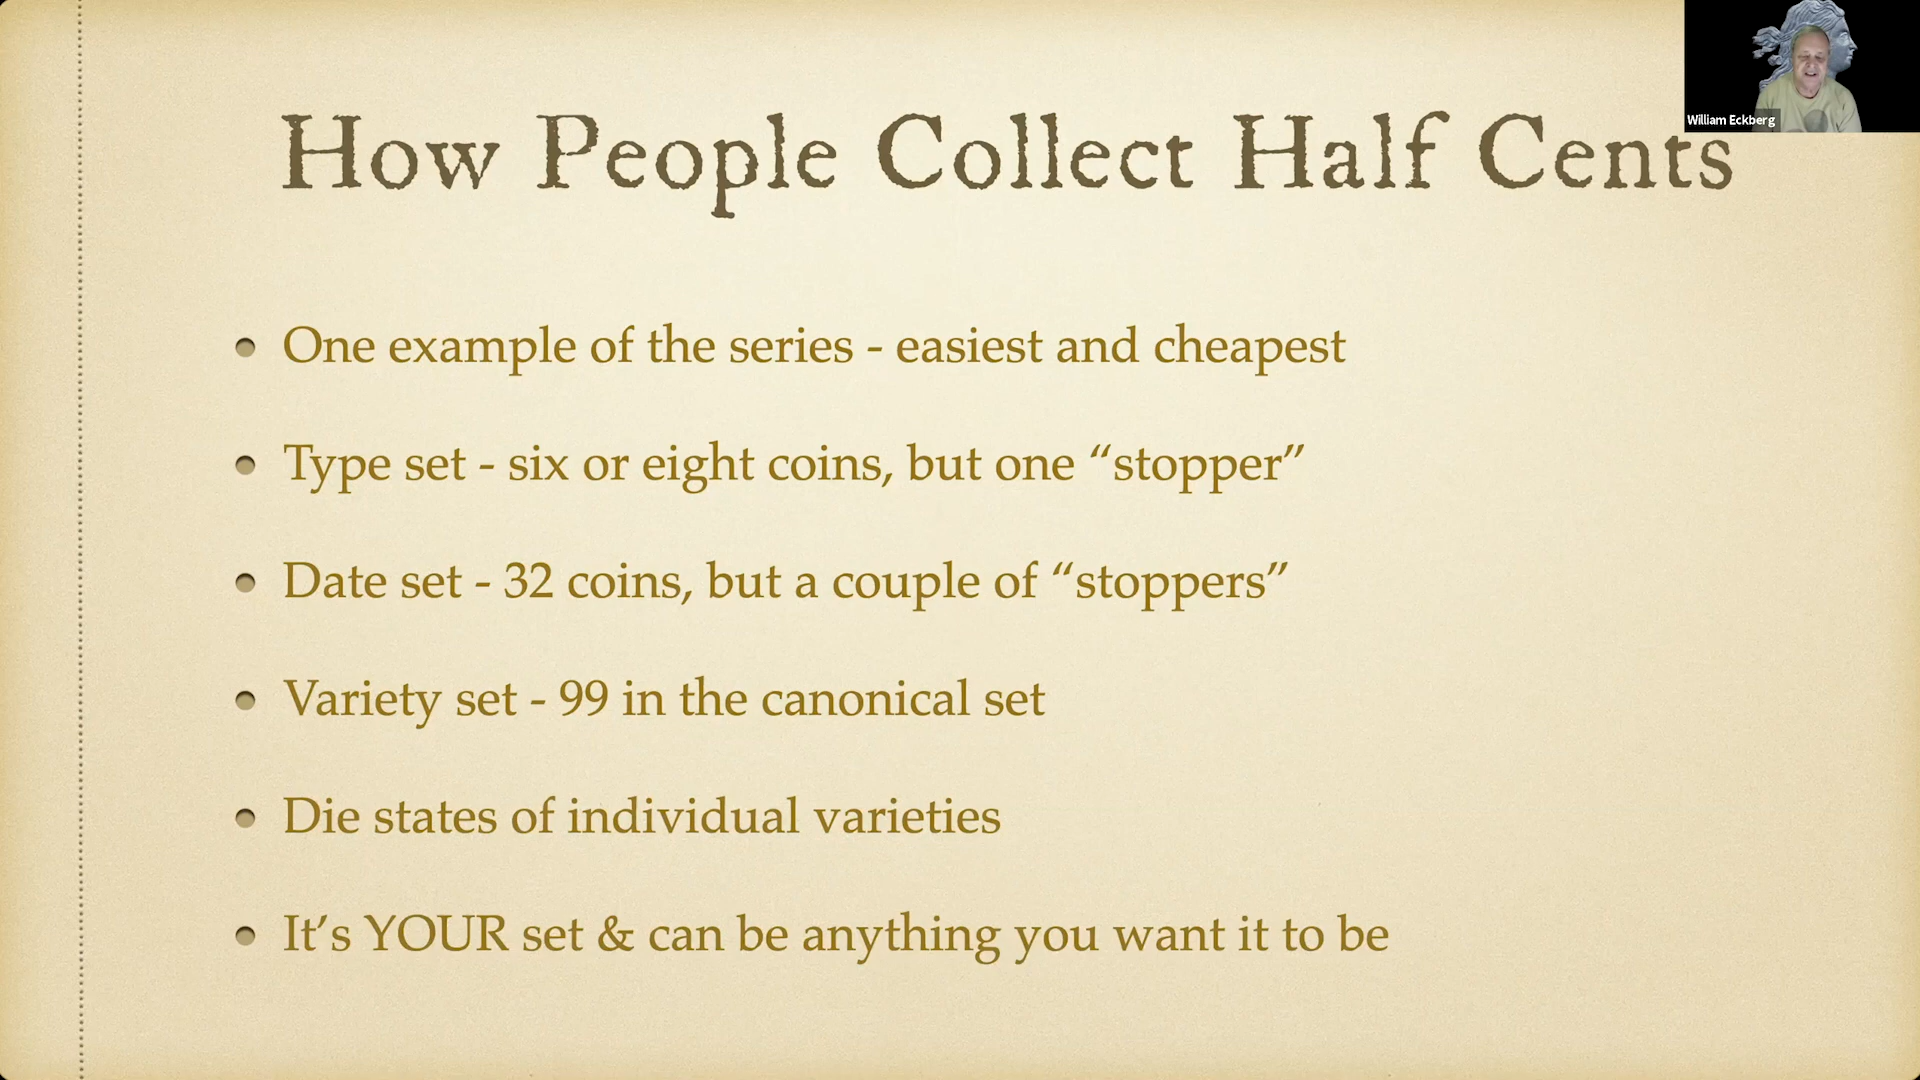 William Eckberg
How People Collect Half Cents
One example of the series - easiest and cheapest
Type set - six or eight coins, but one “stopper”
Date set - 32 coins, but a couple of “stoppers”
Variety set - 99 in the canonical set
Die states of individual varieties
It’s YOUR set & can be anything you want it to be